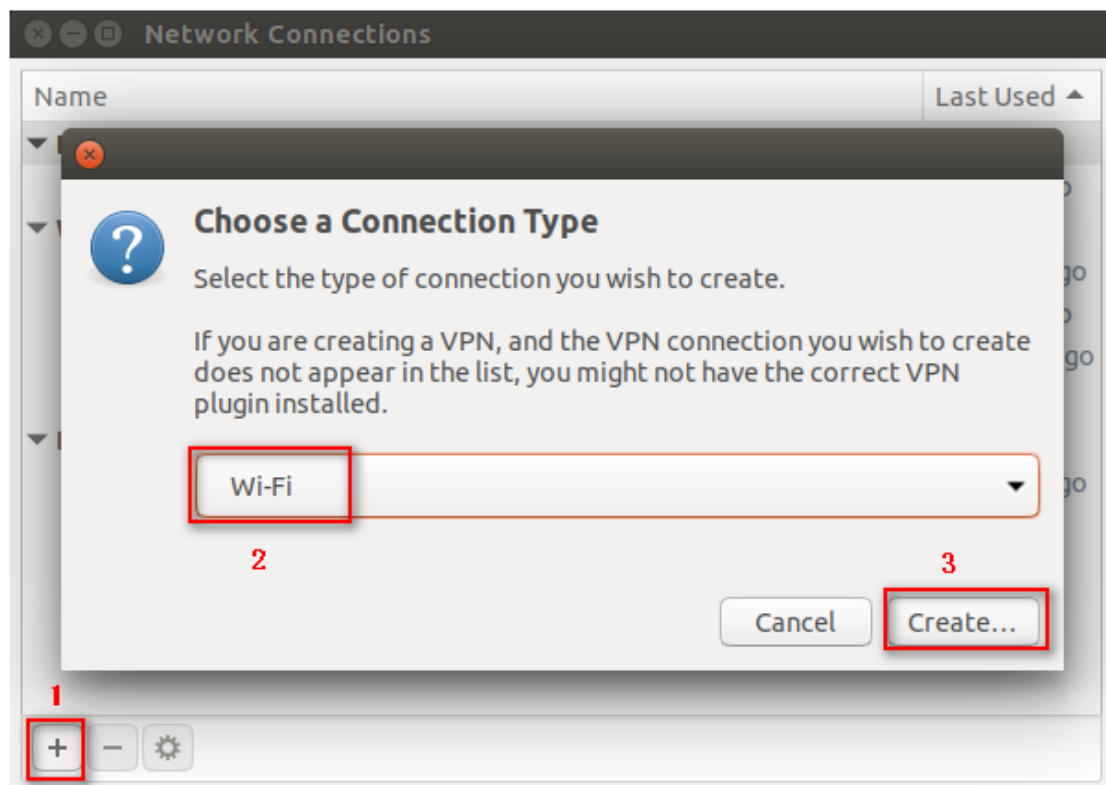 Network Connections
Name Last Used
Choose a Connection Type
Select the type of connection you wish to create.
If you are creating a VPN, and the VPN connection you wish to create
does not appear in the list, you might not have the correct VPN
plugin installed.
Wi-Fi
2
3
Cancel Create...
1